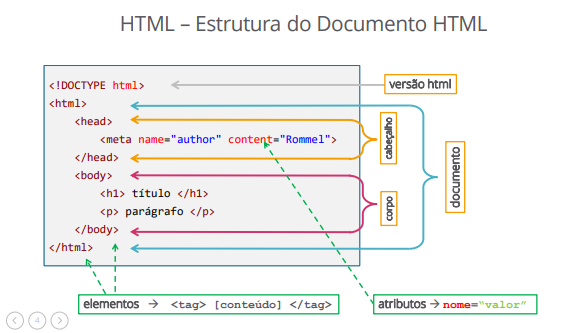 HTML – Estrutura do Documento HTML
<!DOCTYPE html>
versão html
<html>
<head>
<meta name="author" content="Rommel">
</head>
cabeçalho
<body>
<h1> título </h1>
<p> parágrafo </p>
</body>
corpo
</html>
documento
elementos → <tag> [conteúdo] </tag>
atributos → nome="valor"
4